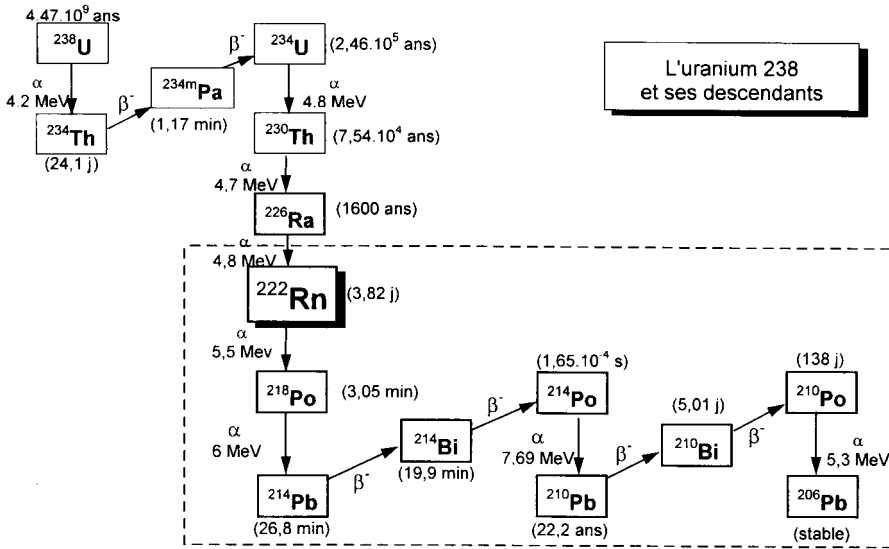 4.47.10⁹ ans
²³⁸U
α
4.2 MeV
²³⁴Th
(24,1 j)
β⁻
²³⁴ᵐPa
(1,17 min)
β⁻
²³⁴U
(2,46.10⁵ ans)
α
4.8 MeV
²³⁰Th
(7,54.10⁴ ans)
α
4,7 MeV
²²⁶Ra
(1600 ans)
α
4,8 MeV
²²²Rn
(3,82 j)
α
5,5 Mev
²¹⁸Po
(3,05 min)
α
6 MeV
²¹⁴Pb
(26,8 min)
β⁻
²¹⁴Bi
(19,9 min)
β⁻
(1,65.10⁻⁴ s)
²¹⁴Po
α
7,69 MeV
²¹⁰Pb
(22,2 ans)
β⁻
(5,01 j)
²¹⁰Bi
β⁻
(138 j)
²¹⁰Po
α
5,3 MeV
²⁰⁶Pb
(stable)
L'uranium 238
et ses descendants